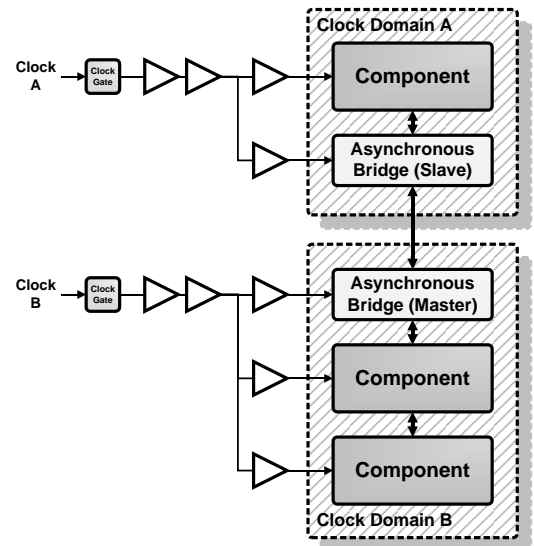 Clock Domain A
Clock
A
Clock
Gate
Component
Asynchronous
Bridge (Slave)
Clock
B
Clock
Gate
Asynchronous
Bridge (Master)
Component
Component
Clock Domain B